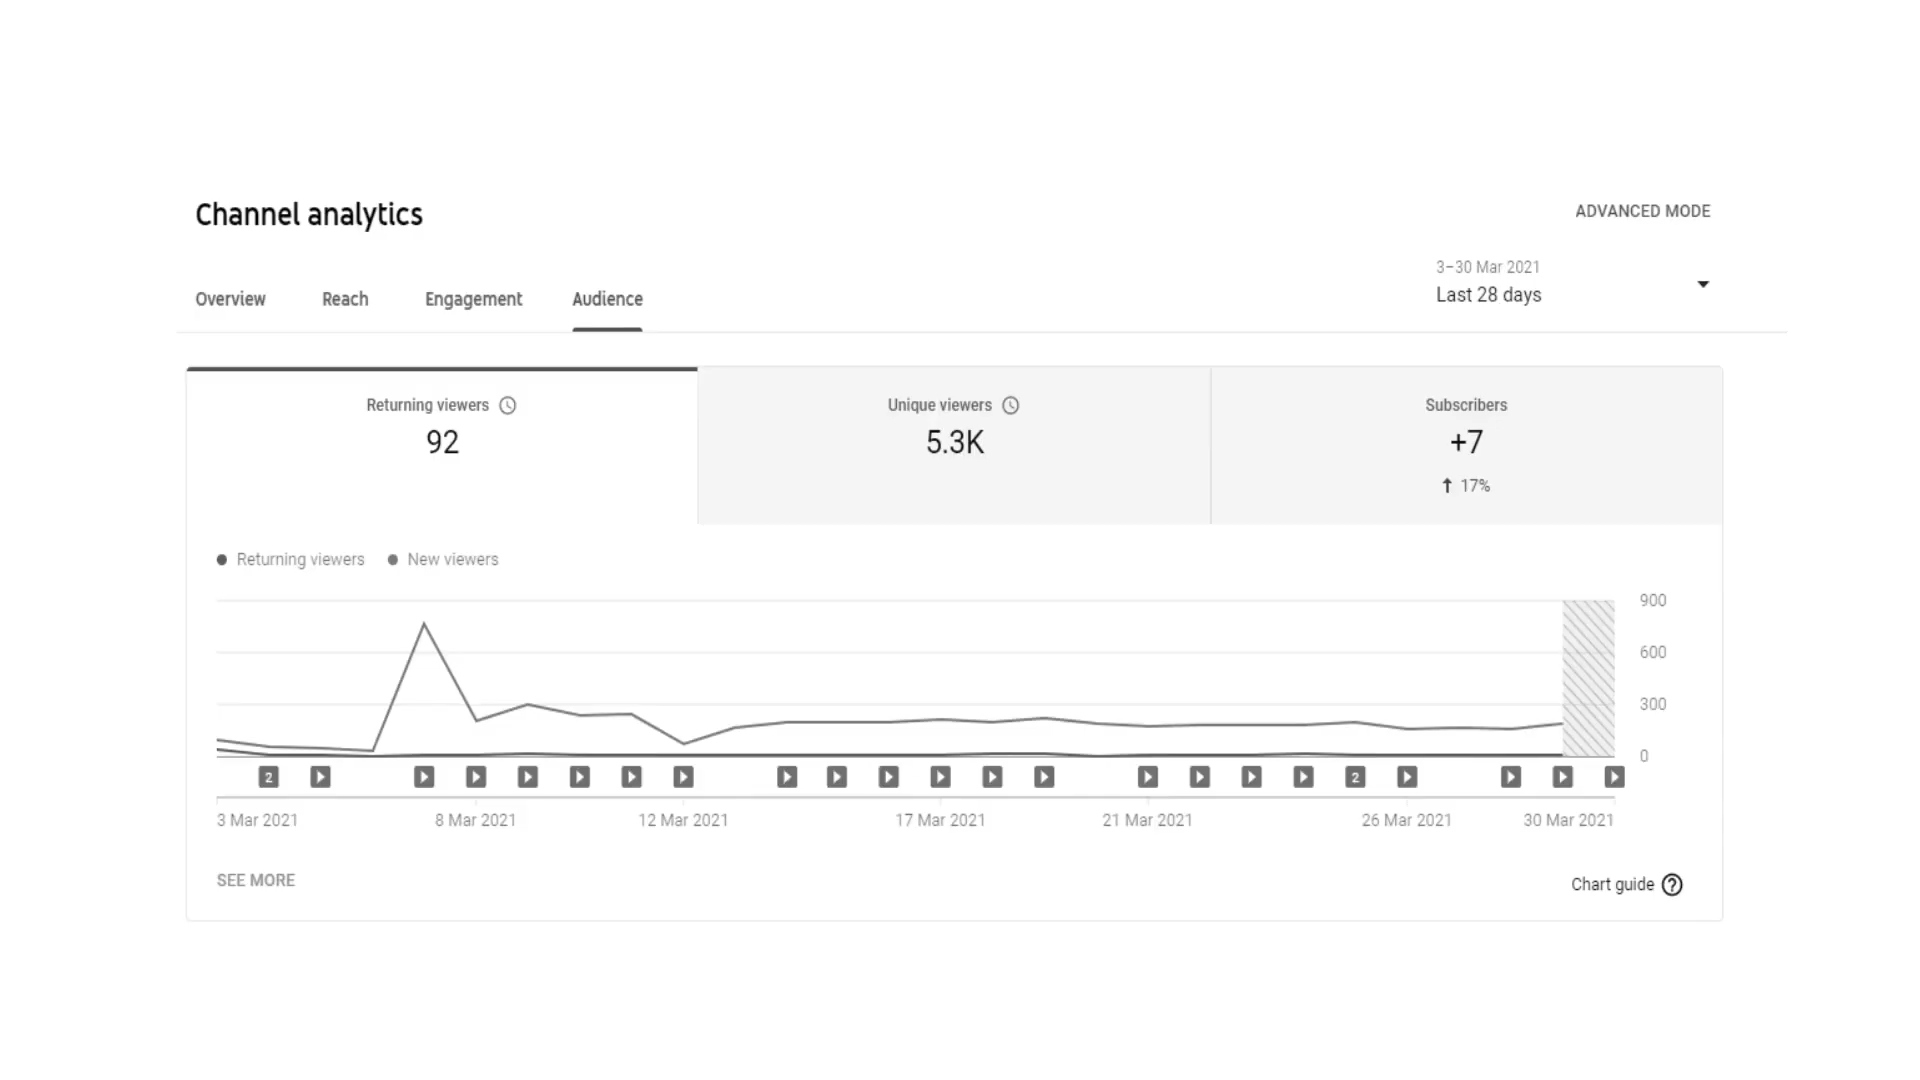 Channel analytics
ADVANCED MODE
3–30 Mar 2021
Last 28 days
Overview Reach Engagement Audience
Returning viewers
92
Unique viewers
5.3K
Subscribers
+7
17%
Returning viewers New viewers
900
600
300
0
2 2
3 Mar 2021 8 Mar 2021 12 Mar 2021 17 Mar 2021 21 Mar 2021 26 Mar 2021 30 Mar 2021
SEE MORE
Chart guide ?